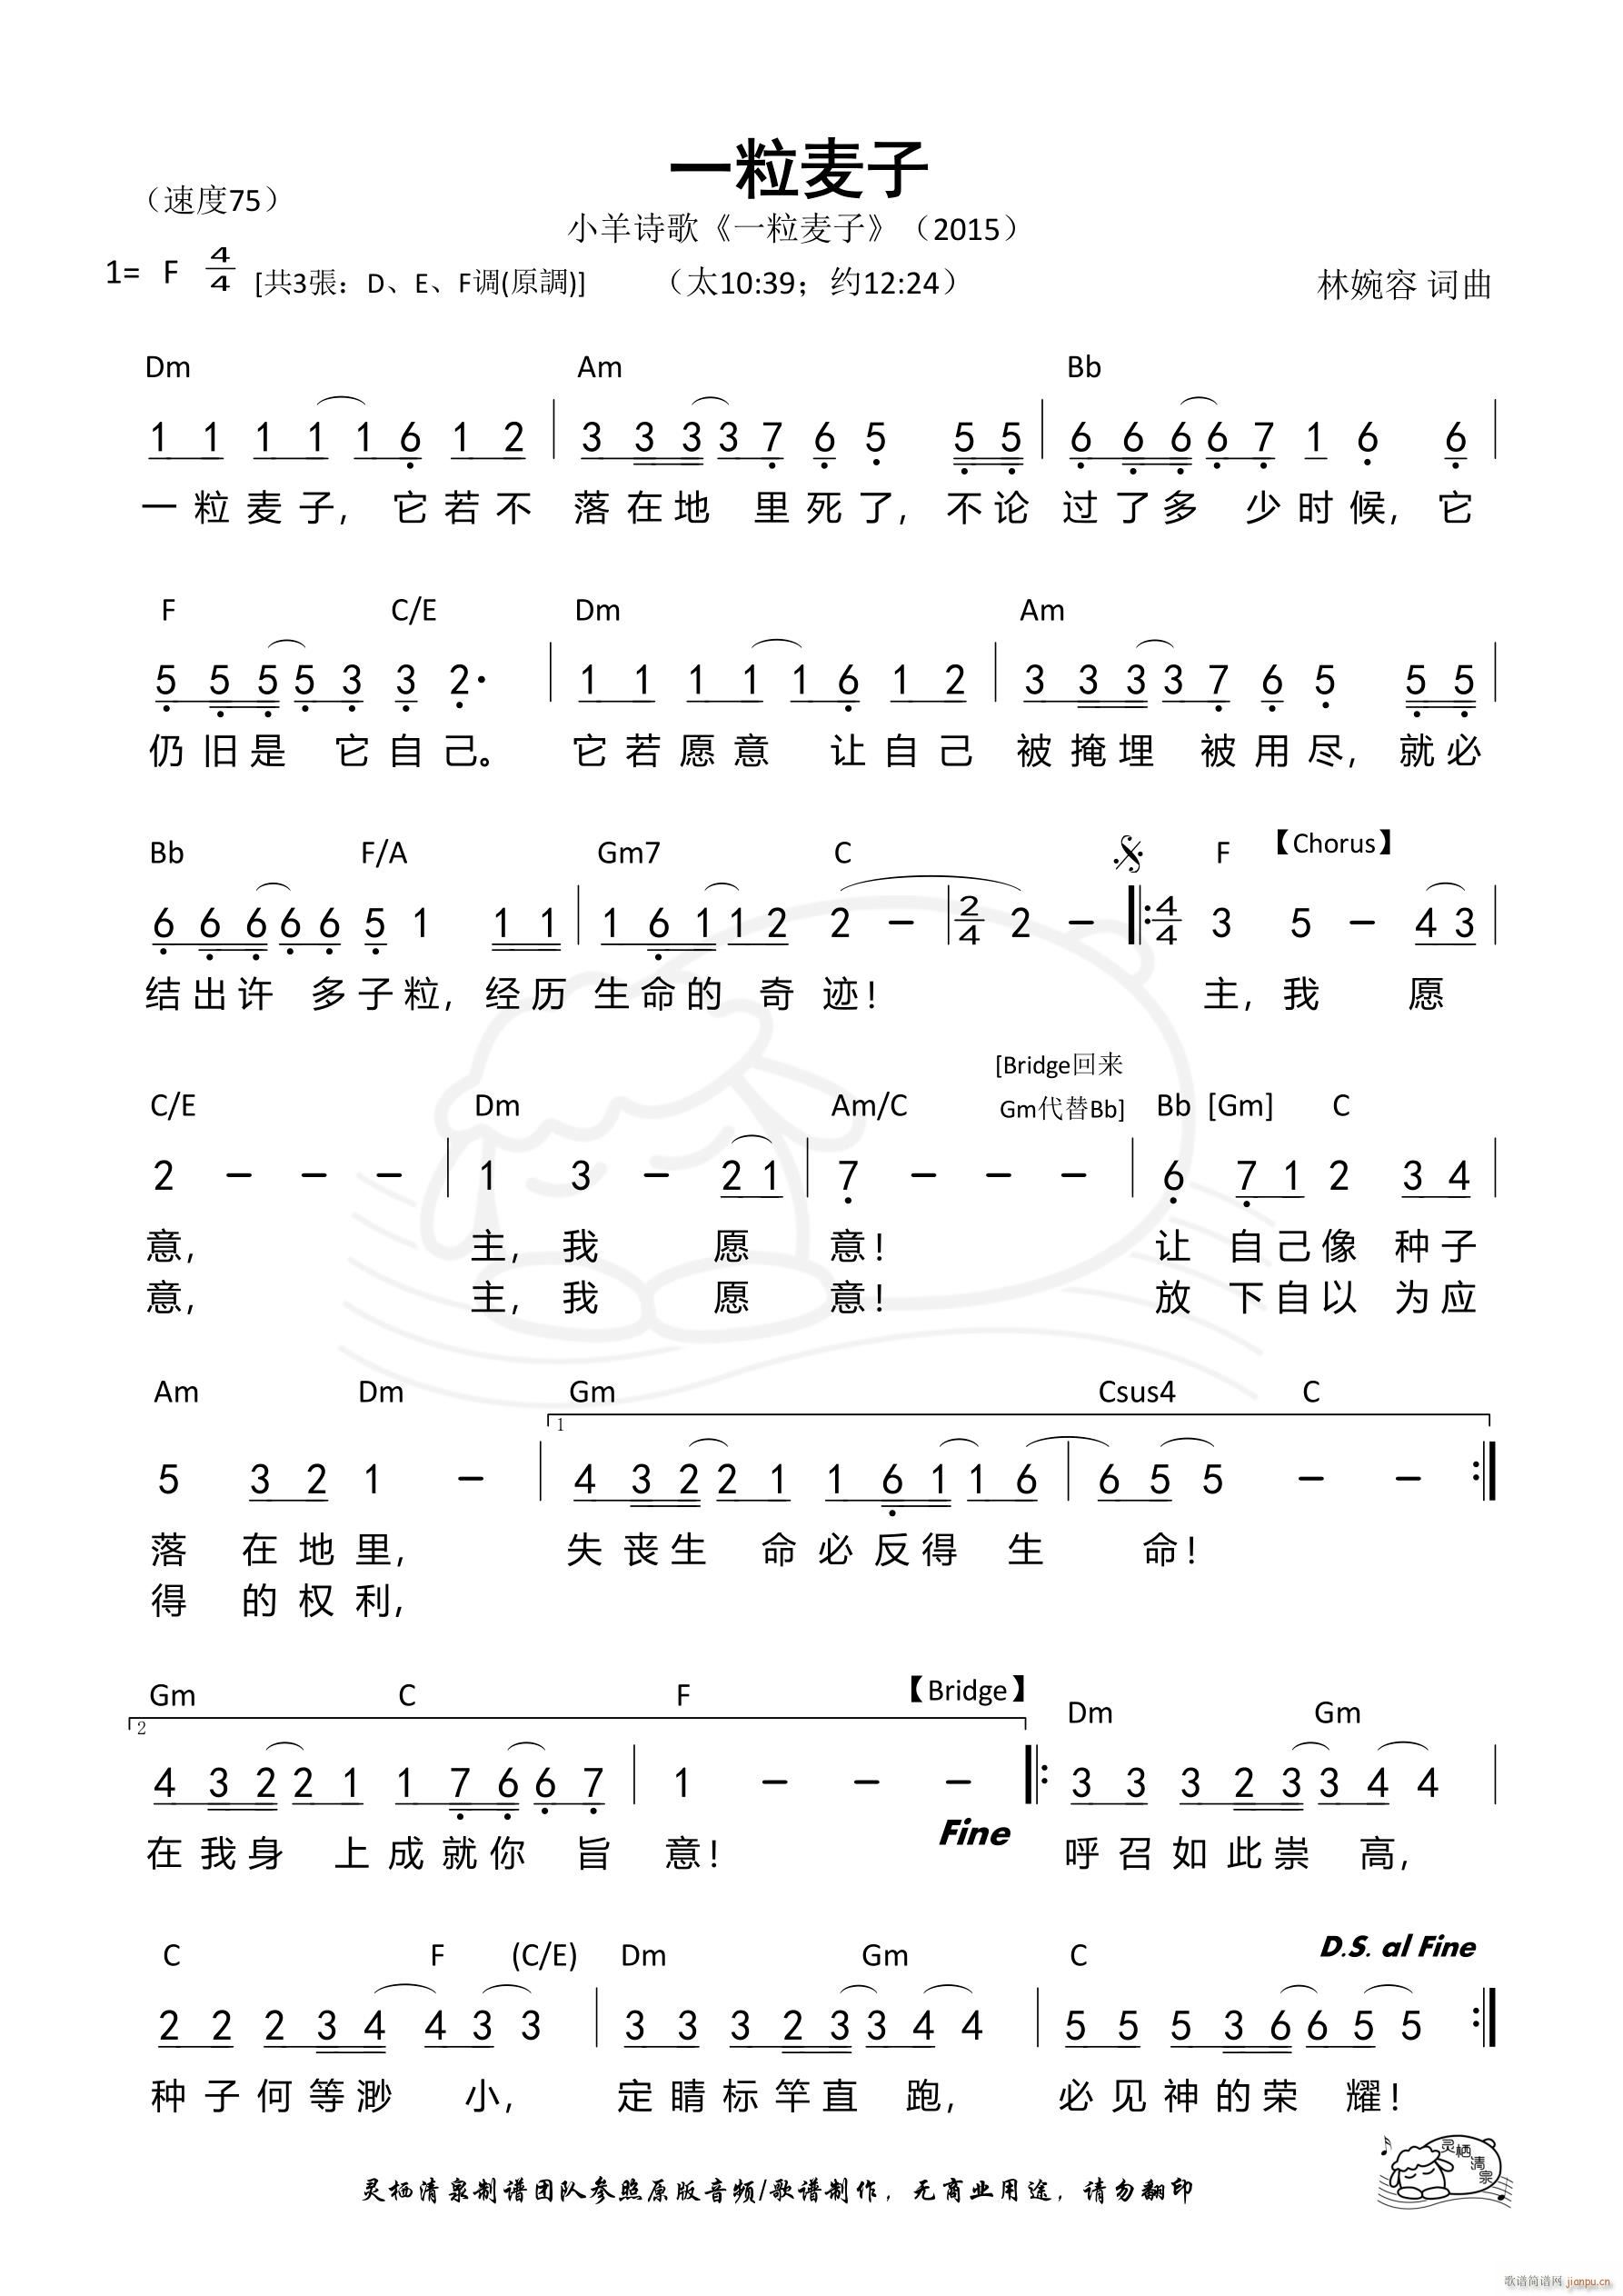 一粒麦子
（速度75）
小羊诗歌《一粒麦子》（2015）
1= F 4/4 [共3張：D、E、F调(原調)] （太10:39；约12:24） 林婉容 词曲
Dm Am Bb
1 1 1 1 1 6 1 2 | 3 3 3 3 7 6 5 5 5 | 6 6 6 6 7 1 6 6 |
一粒麦子，它若不 落在地 里死了，不论 过了多 少时候，它
F C/E Dm Am
5 5 5 5 3 3 2· | 1 1 1 1 1 6 1 2 | 3 3 3 3 7 6 5 5 5 |
仍旧是 它自己。 它若愿意 让自己 被掩埋 被用尽，就必
Bb F/A Gm7 C F 【Chorus】
6 6 6 6 6 5 1 1 1 | 1 6 1 1 2 2 – | 2/4 2 – |: 4/4 3 5 – 4 3 |
结出许 多子粒，经历 生命的 奇迹！ 主，我 愿
[Bridge回来
C/E Dm Am/C Gm代替Bb] Bb [Gm] C
2 – – – | 1 3 – 2 1 | 7 – – – | 6 7 1 2 3 4 |
意， 主，我 愿 意！ 让 自己像 种子
意， 主，我 愿 意！ 放 下自以 为应
Am Dm Gm Csus4 C
1
5 3 2 1 – | 4 3 2 2 1 1 6 1 1 6 | 6 5 5 – – :|
落 在地里， 失丧生 命必反得 生 命！
得 的权利，
Gm C F 【Bridge】 Dm Gm
2
4 3 2 2 1 1 7 6 6 7 | 1 – – – |: 3 3 3 2 3 3 4 4 |
Fine
在我身 上成就你 旨 意！ 呼召如此崇 高，
C F (C/E) Dm Gm C D.S. al Fine
2 2 2 3 4 4 3 3 | 3 3 3 2 3 3 4 4 | 5 5 5 3 6 6 5 5 :|
种子何等渺 小， 定睛标竿直 跑， 必见神的荣 耀！
灵栖清泉
灵栖清泉制谱团队参照原版音频/歌谱制作，无商业用途，请勿翻印
歌谱简谱网 jianpu.cn